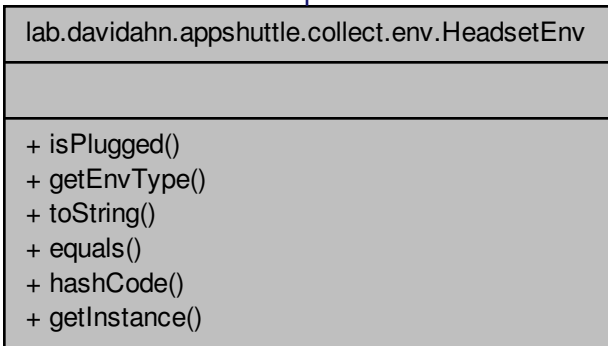 lab.davidahn.appshuttle.collect.env.HeadsetEnv
+ isPlugged()
+ getEnvType()
+ toString()
+ equals()
+ hashCode()
+ getInstance()